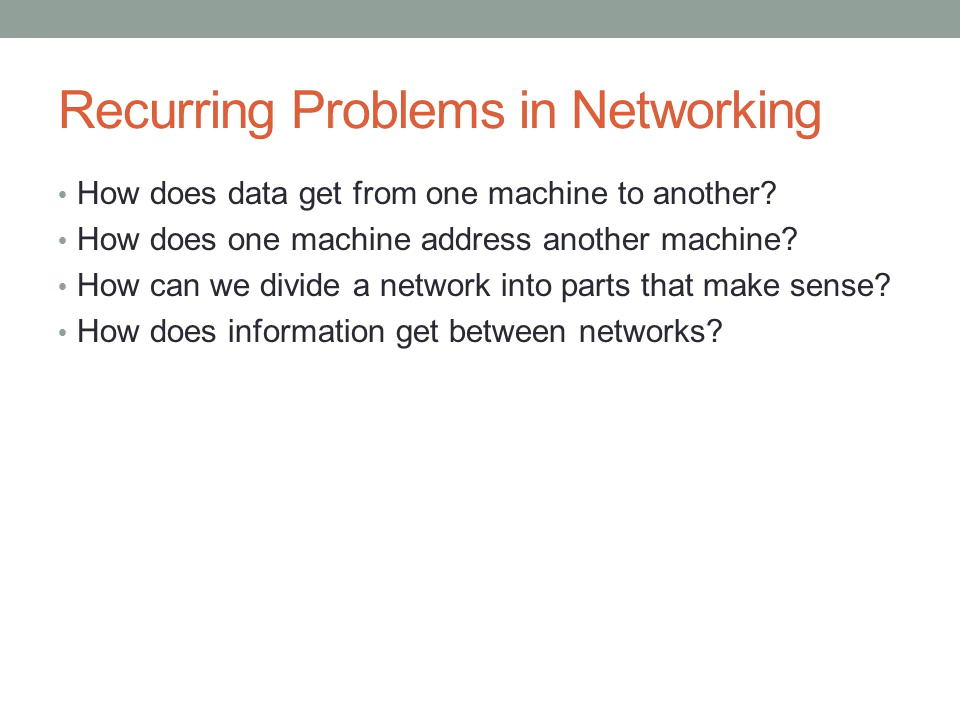 Recurring Problems in Networking
• How does data get from one machine to another?
• How does one machine address another machine?
• How can we divide a network into parts that make sense?
• How does information get between networks?